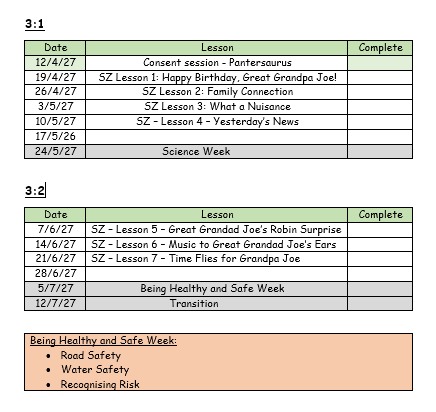 3:1
Date Lesson Complete
12/4/27 Consent session - Pantersaurus
19/4/27 SZ Lesson 1: Happy Birthday, Great Grandpa Joe!
26/4/27 SZ Lesson 2: Family Connection
3/5/27 SZ Lesson 3: What a Nuisance
10/5/27 SZ – Lesson 4 – Yesterday's News
17/5/26
24/5/27 Science Week
3:2
Date Lesson Complete
7/6/27 SZ – Lesson 5 – Great Grandad Joe's Robin Surprise
14/6/27 SZ – Lesson 6 – Music to Great Grandad Joe's Ears
21/6/27 SZ – Lesson 7 – Time Flies for Grandpa Joe
28/6/27
5/7/27 Being Healthy and Safe Week
12/7/27 Transition
Being Healthy and Safe Week:
• Road Safety
• Water Safety
• Recognising Risk